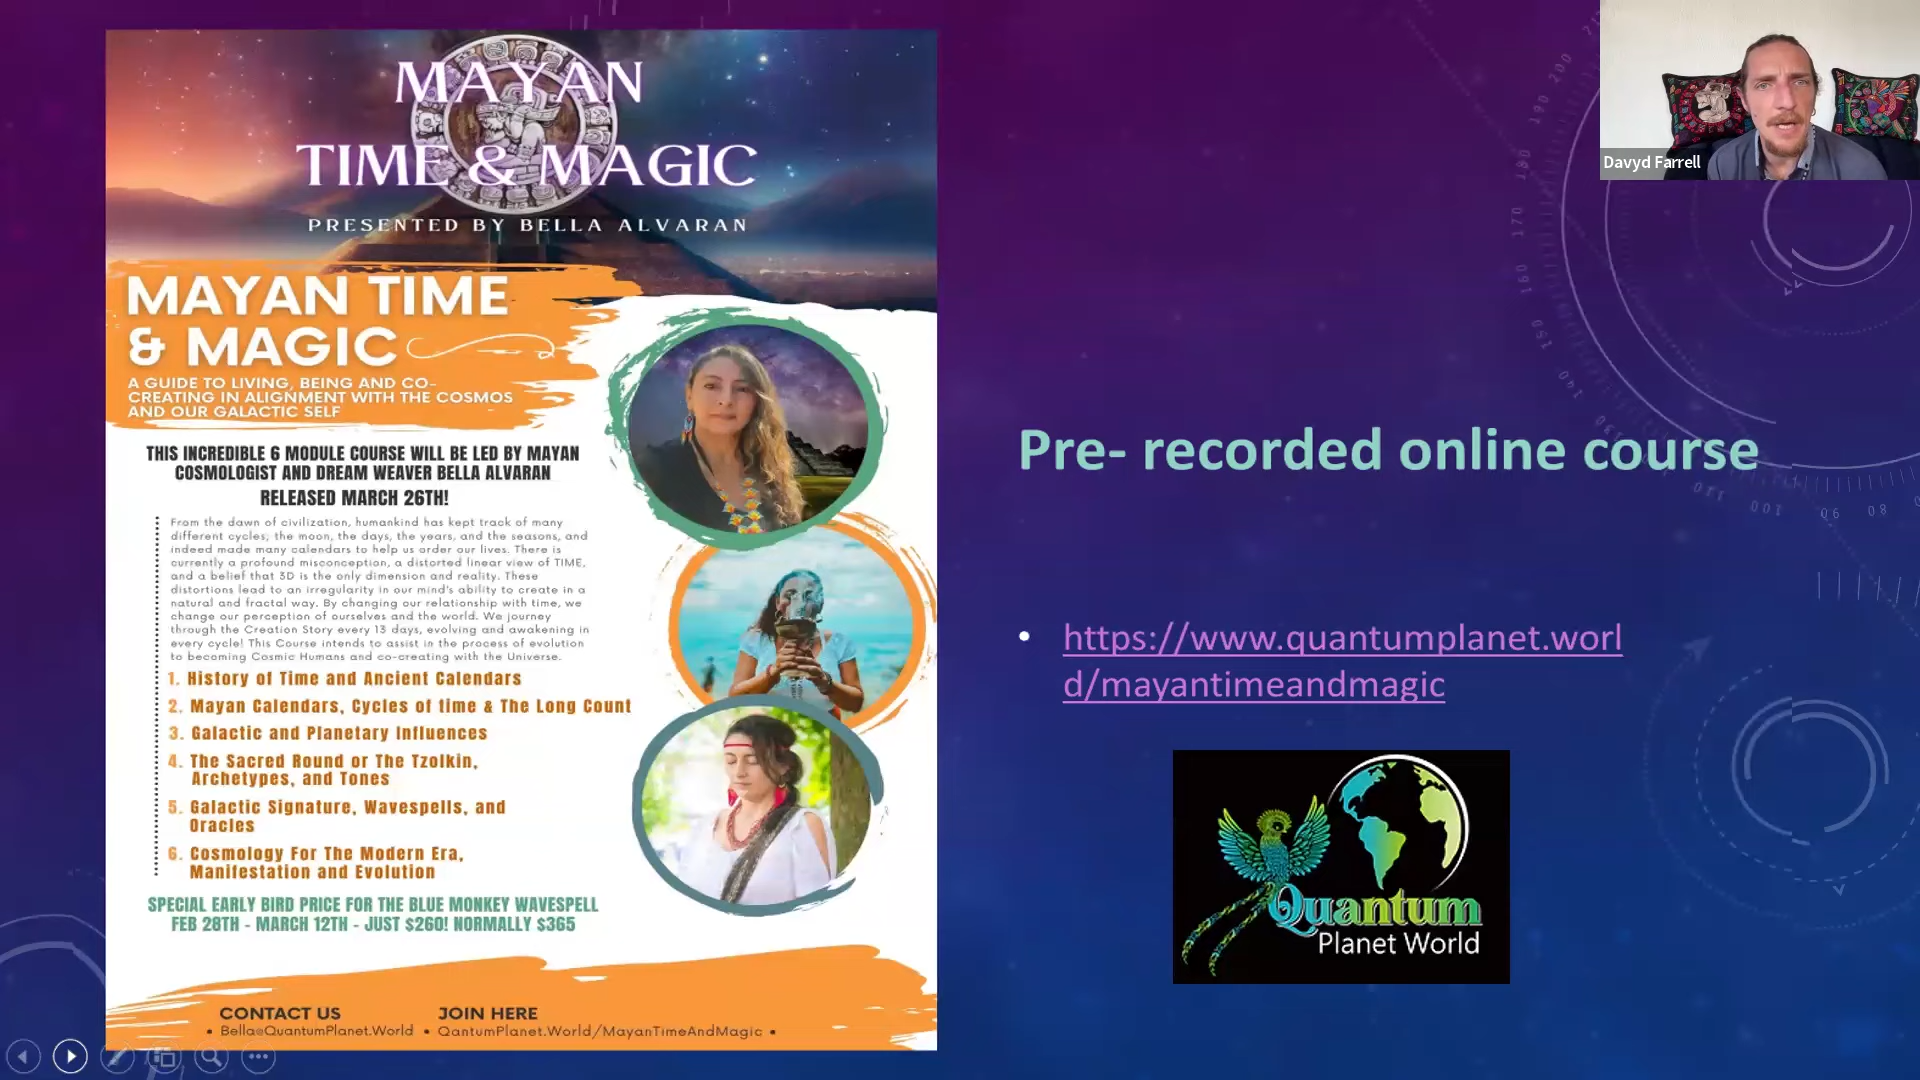 MAYAN
TIME & MAGIC
PRESENTED BY BELLA ALVARAN
MAYAN TIME
& MAGIC
A GUIDE TO LIVING, BEING AND CO-
CREATING IN ALIGNMENT WITH THE COSMOS
AND OUR GALACTIC SELF
THIS INCREDIBLE 6 MODULE COURSE WILL BE LED BY MAYAN
COSMOLOGIST AND DREAM WEAVER BELLA ALVARAN
RELEASED MARCH 26TH!
From the dawn of civilization, humankind has kept track of many
different cycles; the moon, the days, the years, and the seasons, and
indeed made many calendars to help us order our lives. There is
currently a profound misconception, a distorted linear view of TIME,
and a belief that 3D is the only dimension and reality. These
distortions lead to an irregularity in our mind's ability to create in a
natural and fractal way. By changing our relationship with time, we
change our perception of ourselves and the world. We journey
through the Creation Story every 13 days, evolving and awakening in
every cycle! This Course intends to assist in the process of evolution
to becoming Cosmic Humans and co-creating with the Universe.
1. History of Time and Ancient Calendars
2. Mayan Calendars, Cycles of time & The Long Count
3. Galactic and Planetary Influences
4. The Sacred Round or The Tzolkin,
Archetypes, and Tones
5. Galactic Signature, Wavespells, and
Oracles
6. Cosmology For The Modern Era,
Manifestation and Evolution
SPECIAL EARLY BIRD PRICE FOR THE BLUE MONKEY WAVESPELL
FEB 28TH - MARCH 12TH - JUST $260! NORMALLY $365
CONTACT US
• Bella@QuantumPlanet.World
JOIN HERE
• QantumPlanet.World/MayanTimeAndMagic •
Pre- recorded online course
• https://www.quantumplanet.worl
d/mayantimeandmagic
Quantum
Planet World
Davyd Farrell
200
190
180
170
160
150
140
130
110
100
90
80